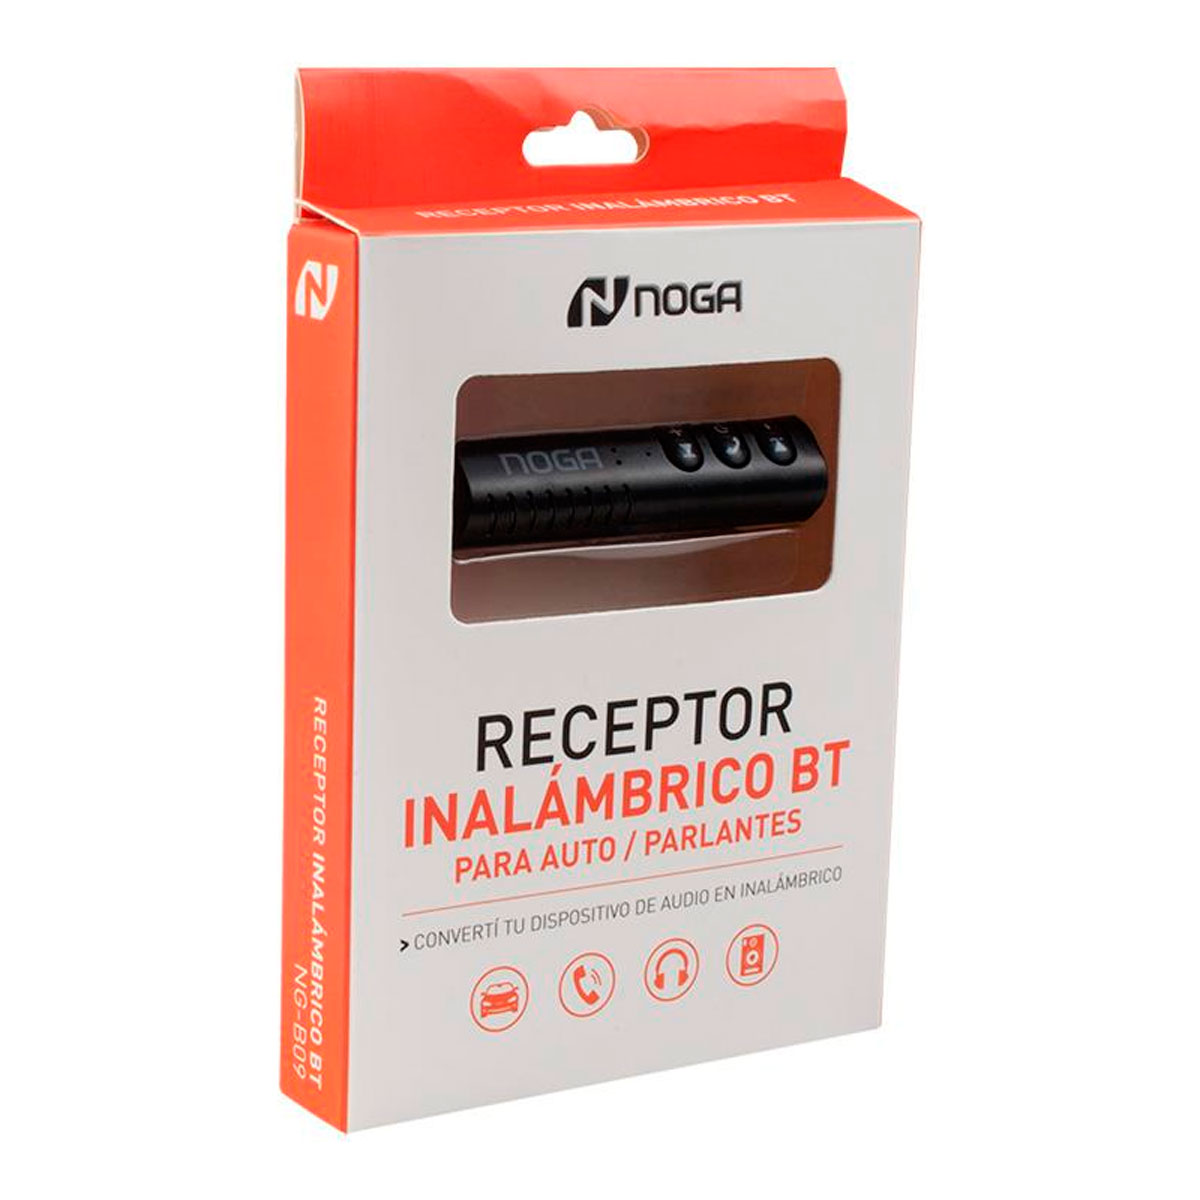 RECEPTOR INALÁMBRICO BT
NOGA
NOGA
RECEPTOR
INALÁMBRICO BT
PARA AUTO / PARLANTES
> CONVERTÍ TU DISPOSITIVO DE AUDIO EN INALÁMBRICO
RECEPTOR INALÁMBRICO BT
NG-B09